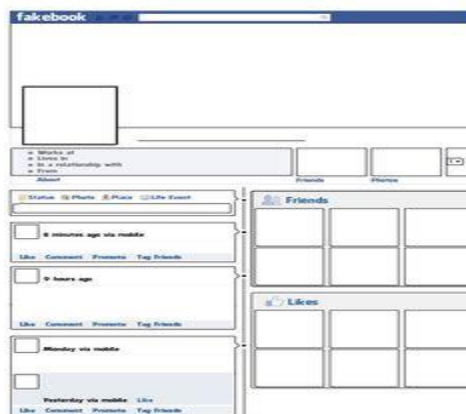 fakebook
Works at
Lives in
In a relationship with
From
About
Friends
Photos
Status Photo Place Life Event
Friends
6 minutes ago via mobile
Like Comment Promote Tag Friends
9 hours ago
Like Comment Promote Tag Friends
Likes
Monday via mobile
Yesterday via mobile Like
Like Comment Promote Tag Friends